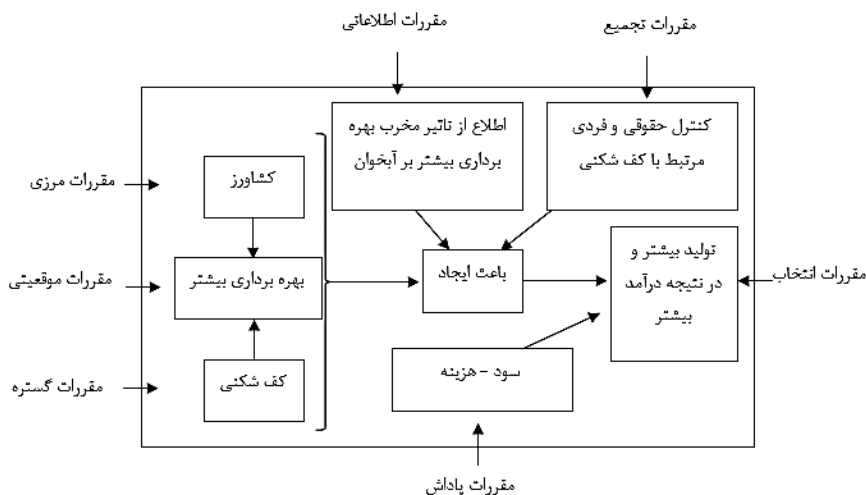 مقررات تجمیع
مقررات اطلاعاتی
کنترل حقوقی و فردی
مرتبط با کف شکنی
اطلاع از تاثیر مخرب بهره
برداری بیشتر بر آبخوان
مقررات مرزی
کشاورز
مقررات موقعیتی
بهره برداری بیشتر
باعث ایجاد
تولید بیشتر و
در نتیجه درآمد
بیشتر
مقررات انتخاب
مقررات گستره
کف شکنی
سود – هزینه
مقررات پاداش